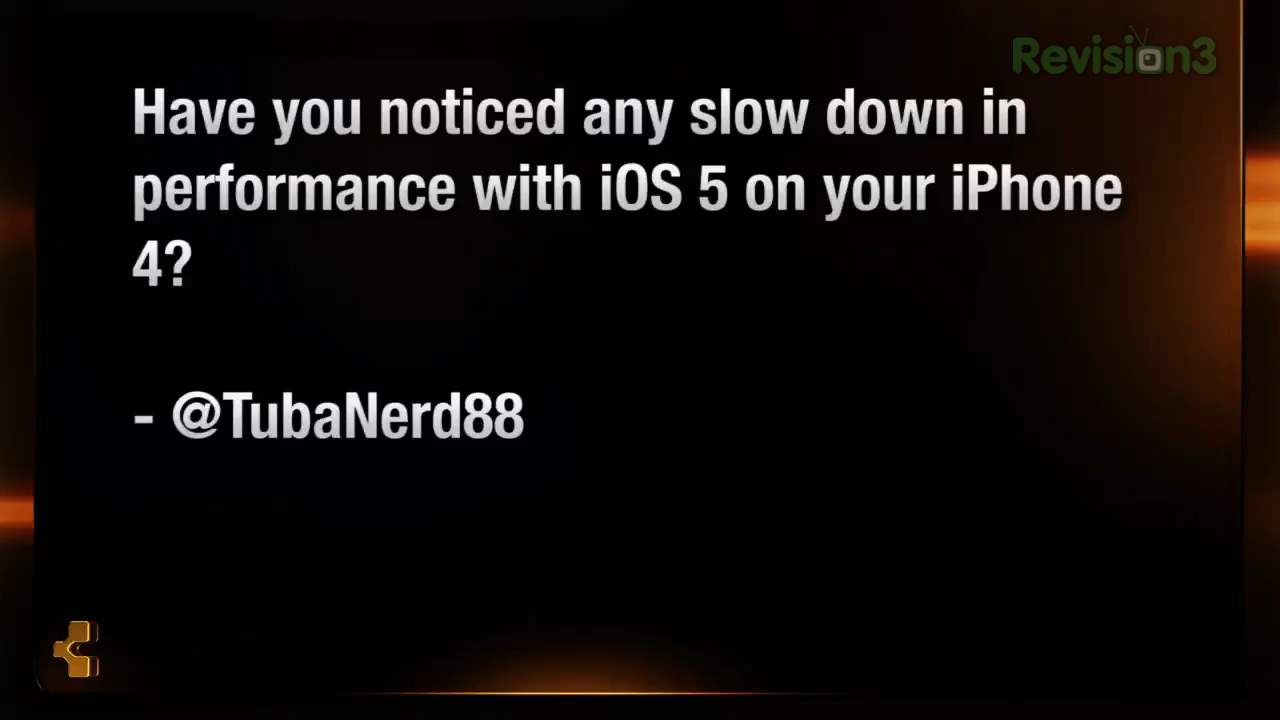 Revision3
Have you noticed any slow down in
performance with iOS 5 on your iPhone
4?
- @TubaNerd88